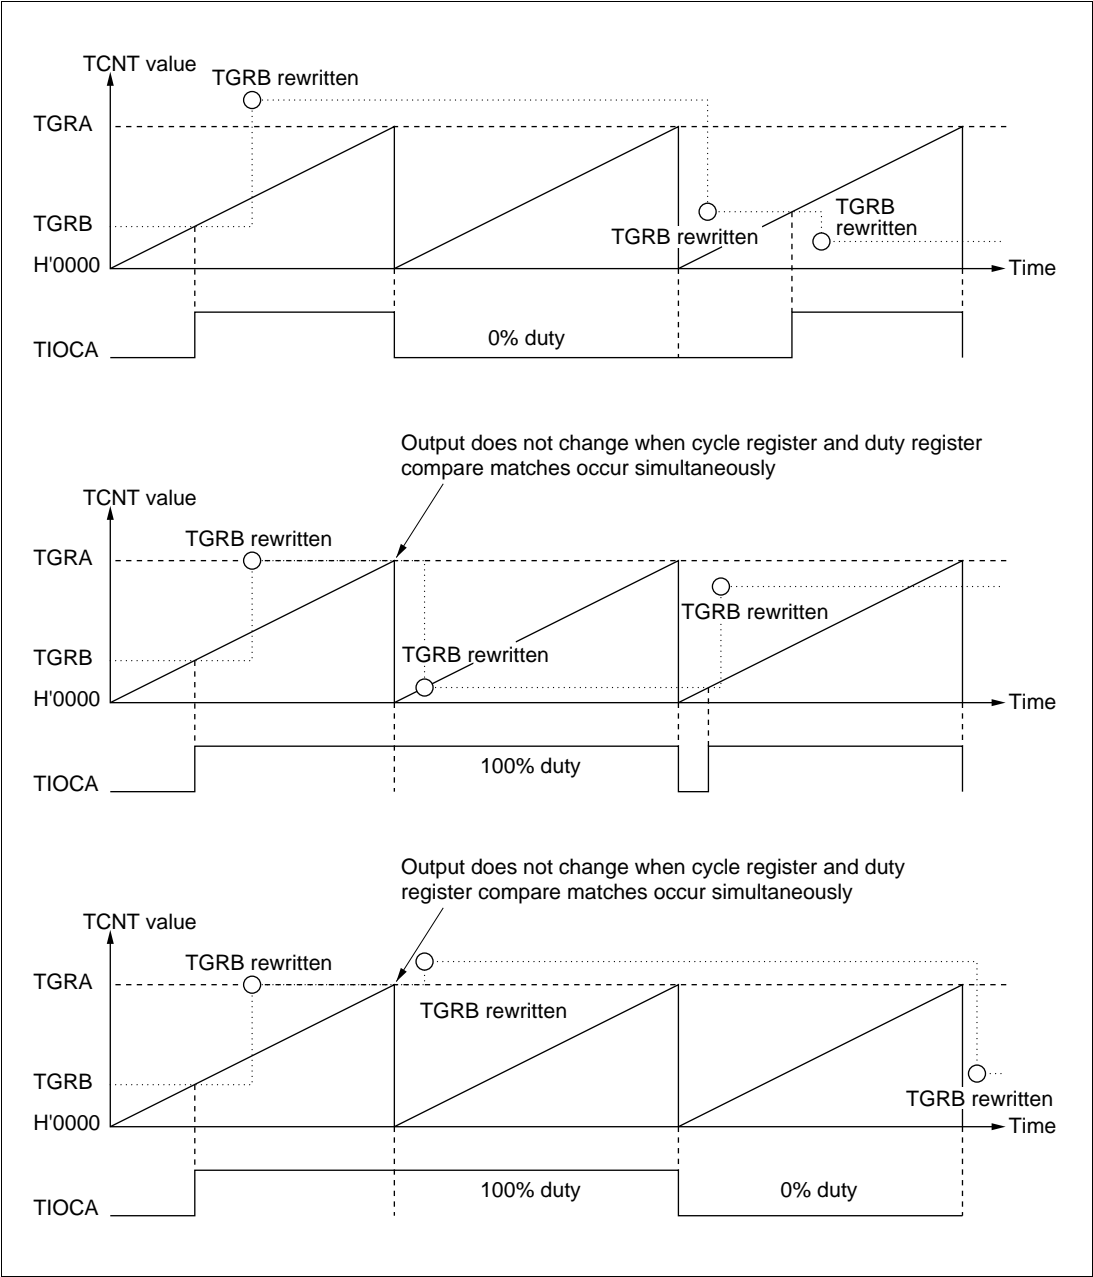 TCNT value
TGRB rewritten
TGRA
TGRB
TGRB
rewritten
TGRB rewritten
H'0000
Time
0% duty
TIOCA
Output does not change when cycle register and duty register
compare matches occur simultaneously
TCNT value
TGRB rewritten
TGRA
TGRB rewritten
TGRB
TGRB rewritten
H'0000
Time
100% duty
TIOCA
Output does not change when cycle register and duty
register compare matches occur simultaneously
TCNT value
TGRB rewritten
TGRA
TGRB rewritten
TGRB
TGRB rewritten
H'0000
Time
100% duty
0% duty
TIOCA